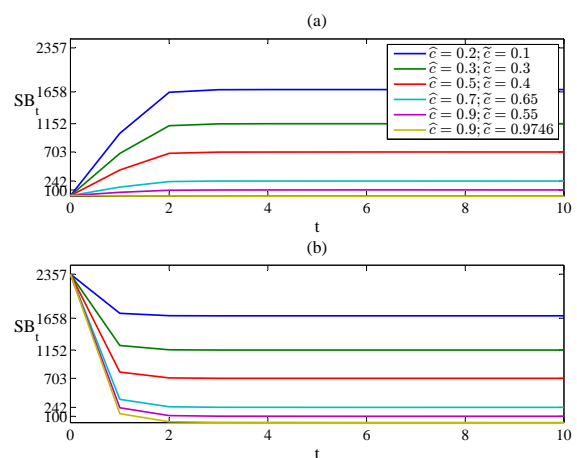 (a)
2357
1658
1152
703
242
100
SB_t
ĉ = 0.2; c̃ = 0.1
ĉ = 0.3; c̃ = 0.3
ĉ = 0.5; c̃ = 0.4
ĉ = 0.7; c̃ = 0.65
ĉ = 0.9; c̃ = 0.55
ĉ = 0.9; c̃ = 0.9746
0 2 4 6 8 10
t
(b)
2357
1658
1152
703
242
100
SB_t
0 2 4 6 8 10
t